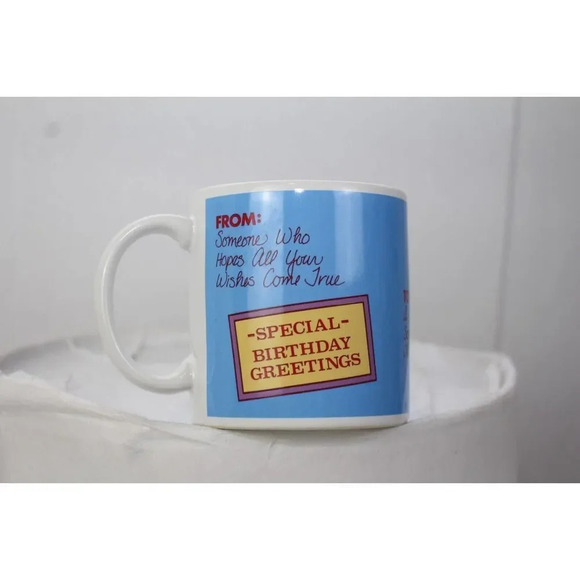 FROM:
Someone Who
Hopes All Your
Wishes Come True
-SPECIAL-
BIRTHDAY
GREETINGS